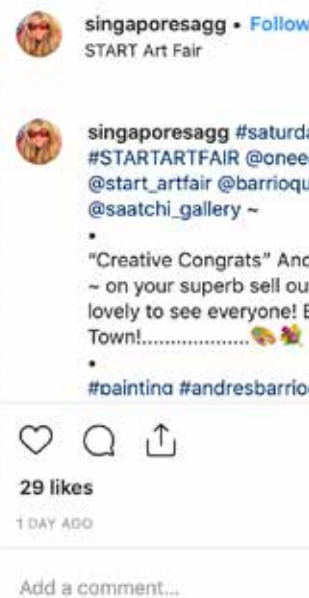 singaporesagg • Follow
START Art Fair
singaporesagg #saturda
#STARTARTFAIR @onee
@start_artfair @barrioqu
@saatchi_gallery ~
•
“Creative Congrats” And
~ on your superb sell ou
lovely to see everyone! B
Town!...................🎨💐
•
#painting #andresbarrio
29 likes
1 DAY AGO
Add a comment...